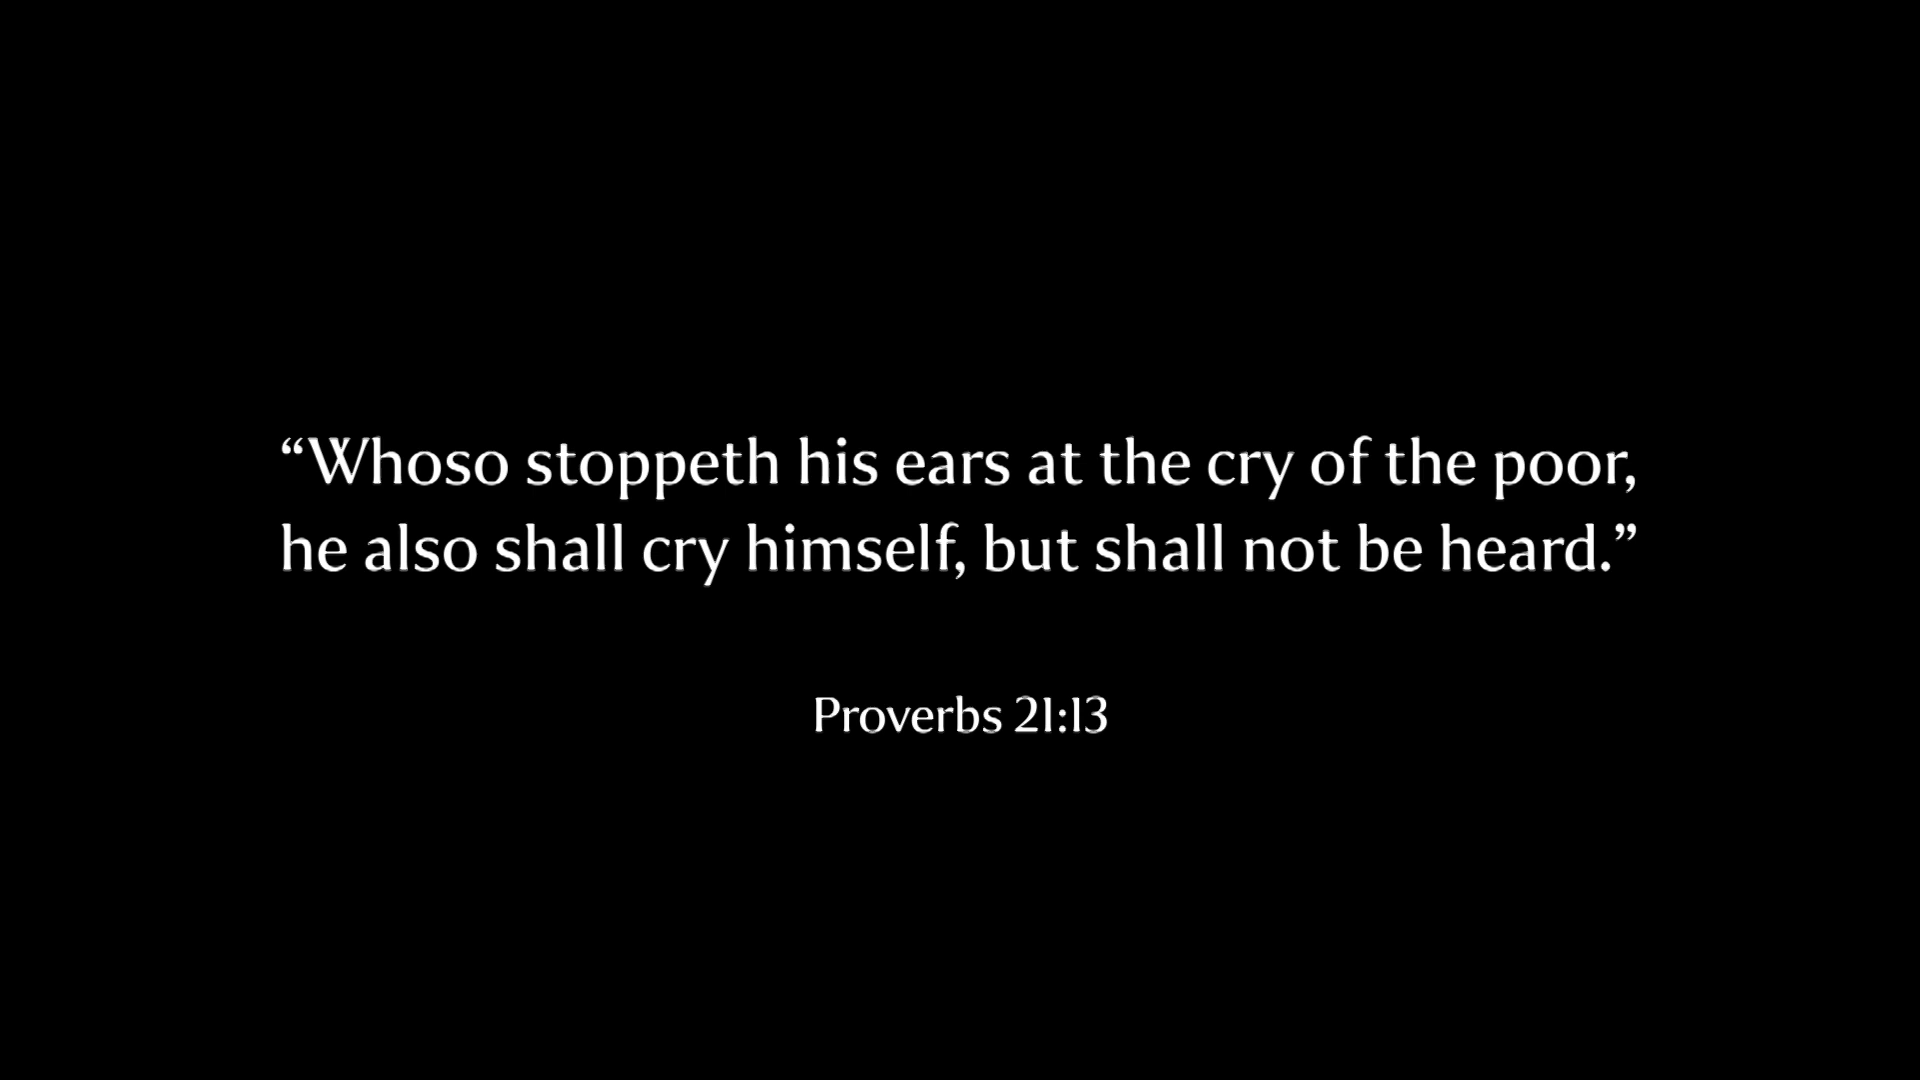 “Whoso stoppeth his ears at the cry of the poor,
he also shall cry himself, but shall not be heard.”
Proverbs 21:13